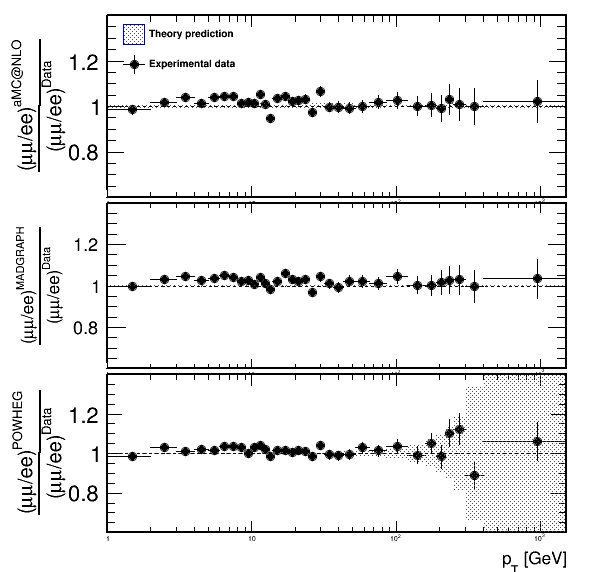 Theory prediction
Experimental data
(μμ/ee)^aMC@NLO
(μμ/ee)^Data
1.2
1
0.8
(μμ/ee)^MADGRAPH
(μμ/ee)^Data
1.2
1
0.8
(μμ/ee)^POWHEG
(μμ/ee)^Data
1.2
1
0.8
1 10 10² 10³
p_T [GeV]